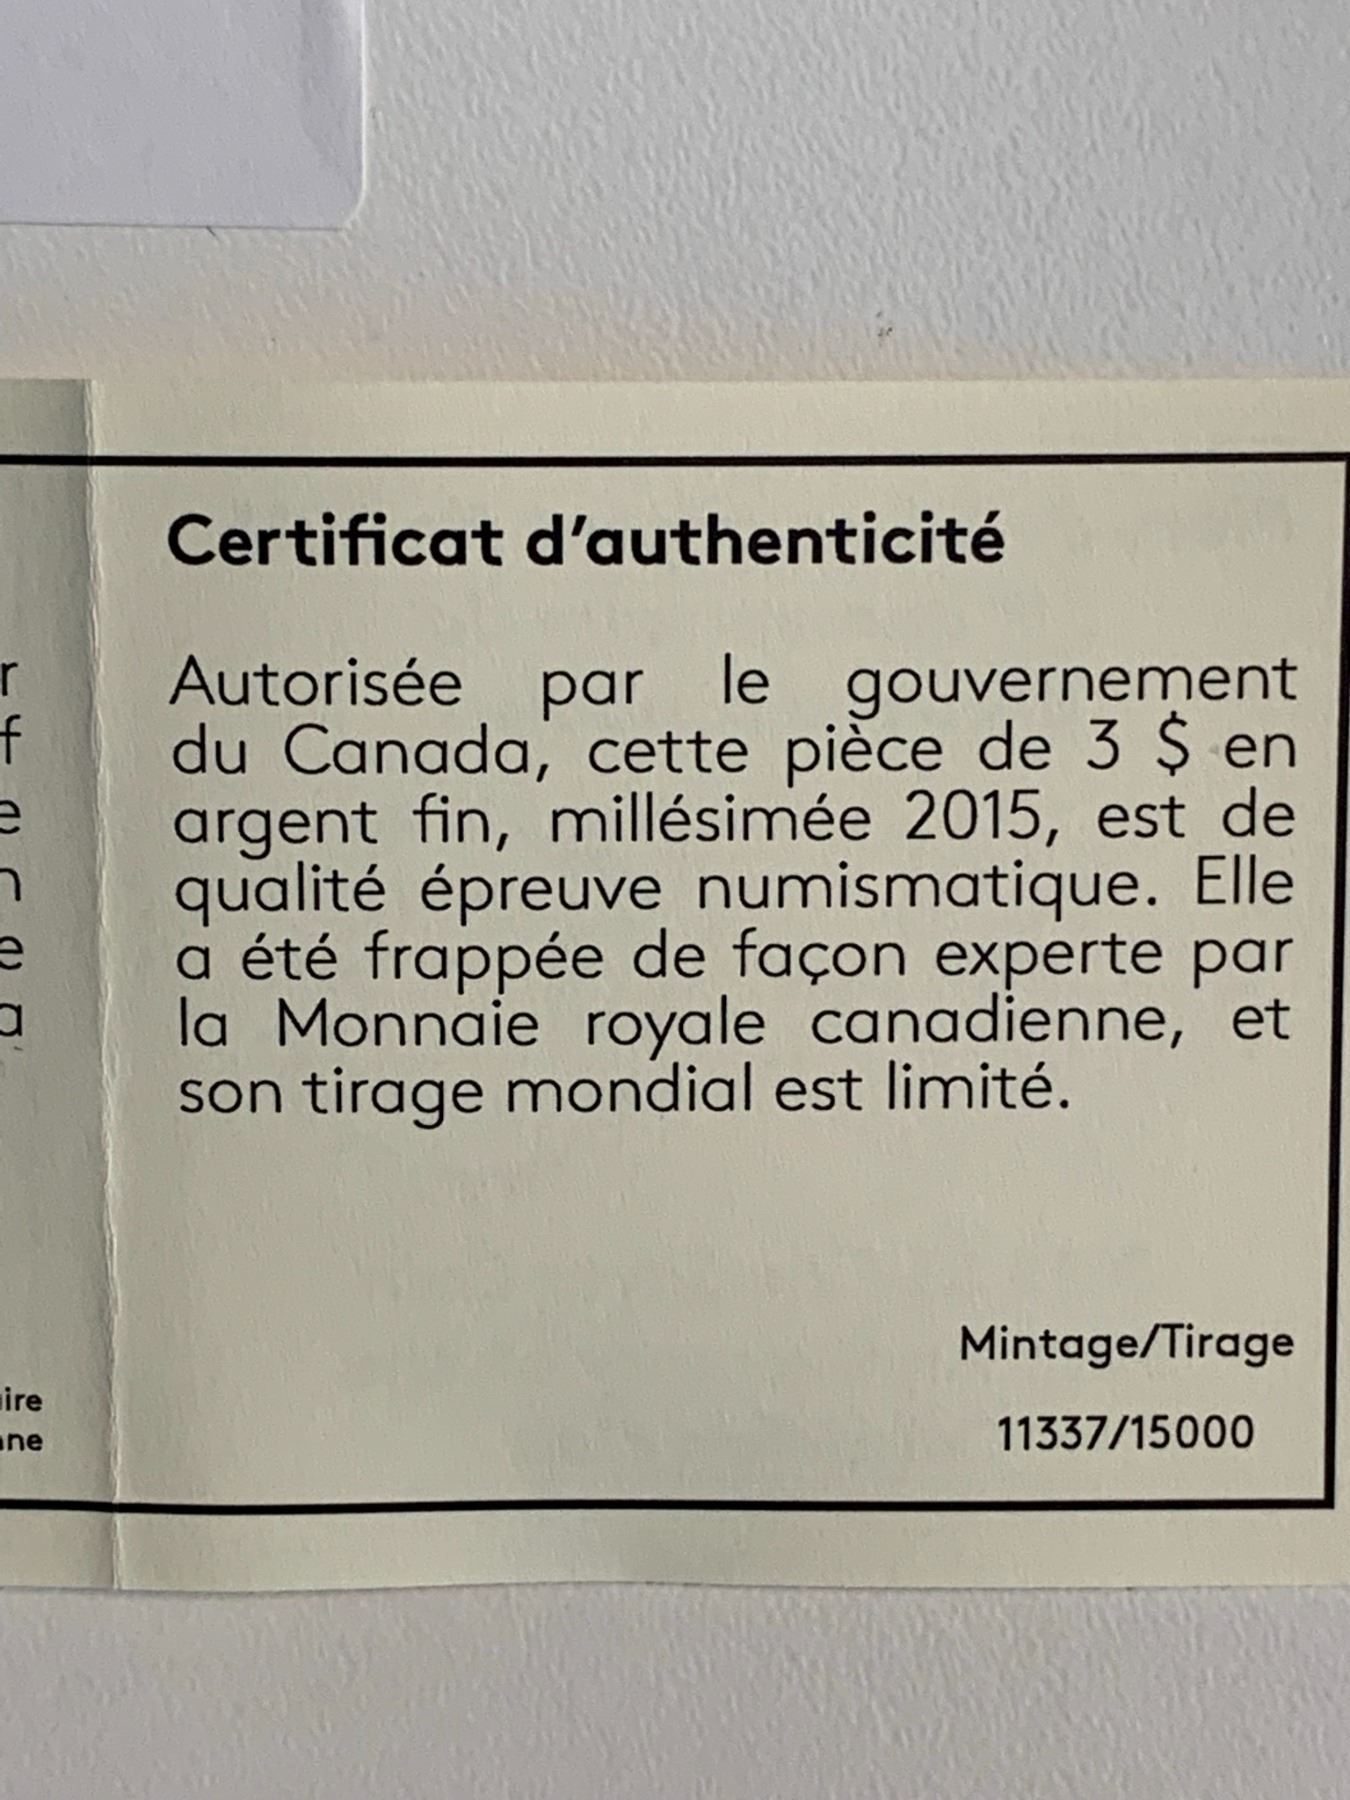 Certificat d'authenticité
Autorisée par le gouvernement
du Canada, cette pièce de 3 $ en
argent fin, millésimée 2015, est de
qualité épreuve numismatique. Elle
a été frappée de façon experte par
la Monnaie royale canadienne, et
son tirage mondial est limité.
Mintage/Tirage
11337/15000